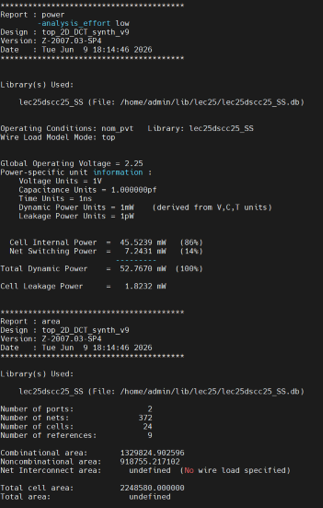 ****************************************
Report : power
        -analysis_effort low
Design : top_2D_DCT_synth_v9
Version: Z-2007.03-SP4
Date   : Tue Jun  9 18:14:46 2026
****************************************
Library(s) Used:
    lec25dscc25_SS (File: /home/admin/lib/lec25/lec25dscc25_SS.db)
Operating Conditions: nom_pvt   Library: lec25dscc25_SS
Wire Load Model Mode: top
Global Operating Voltage = 2.25
Power-specific unit information :
    Voltage Units = 1V
    Capacitance Units = 1.000000pf
    Time Units = 1ns
    Dynamic Power Units = 1mW    (derived from V,C,T units)
    Leakage Power Units = 1pW
  Cell Internal Power  =  45.5239 mW   (86%)
  Net Switching Power  =   7.2431 mW   (14%)
                         ---------
Total Dynamic Power    =  52.7670 mW  (100%)
Cell Leakage Power     =   1.8232 mW
****************************************
Report : area
Design : top_2D_DCT_synth_v9
Version: Z-2007.03-SP4
Date   : Tue Jun  9 18:14:46 2026
****************************************
Library(s) Used:
    lec25dscc25_SS (File: /home/admin/lib/lec25/lec25dscc25_SS.db)
Number of ports:                2
Number of nets:               372
Number of cells:               24
Number of references:           9
Combinational area:       1329824.902596
Noncombinational area:    918755.217102
Net Interconnect area:      undefined  (No wire load specified)
Total cell area:          2248580.000000
Total area:                 undefined